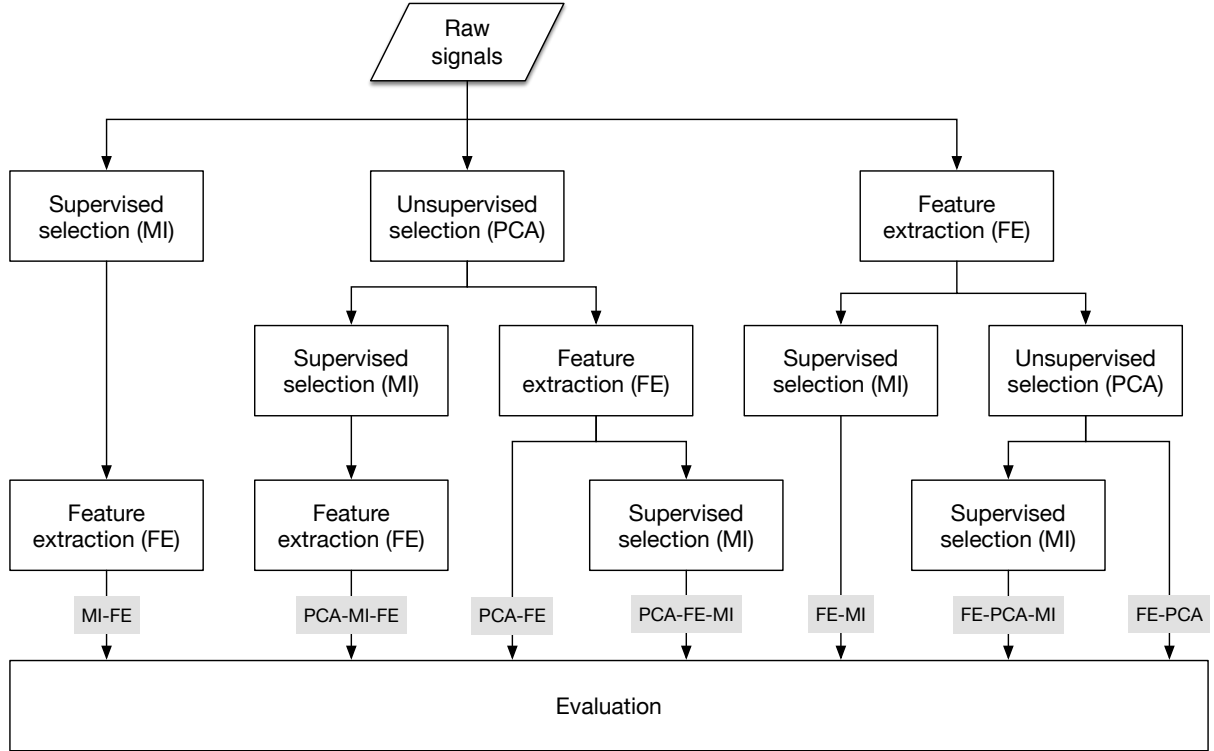 Raw
signals
Supervised
selection (MI)
Unsupervised
selection (PCA)
Feature
extraction (FE)
Supervised
selection (MI)
Feature
extraction (FE)
Supervised
selection (MI)
Unsupervised
selection (PCA)
Feature
extraction (FE)
Feature
extraction (FE)
Supervised
selection (MI)
Supervised
selection (MI)
MI-FE
PCA-MI-FE
PCA-FE
PCA-FE-MI
FE-MI
FE-PCA-MI
FE-PCA
Evaluation